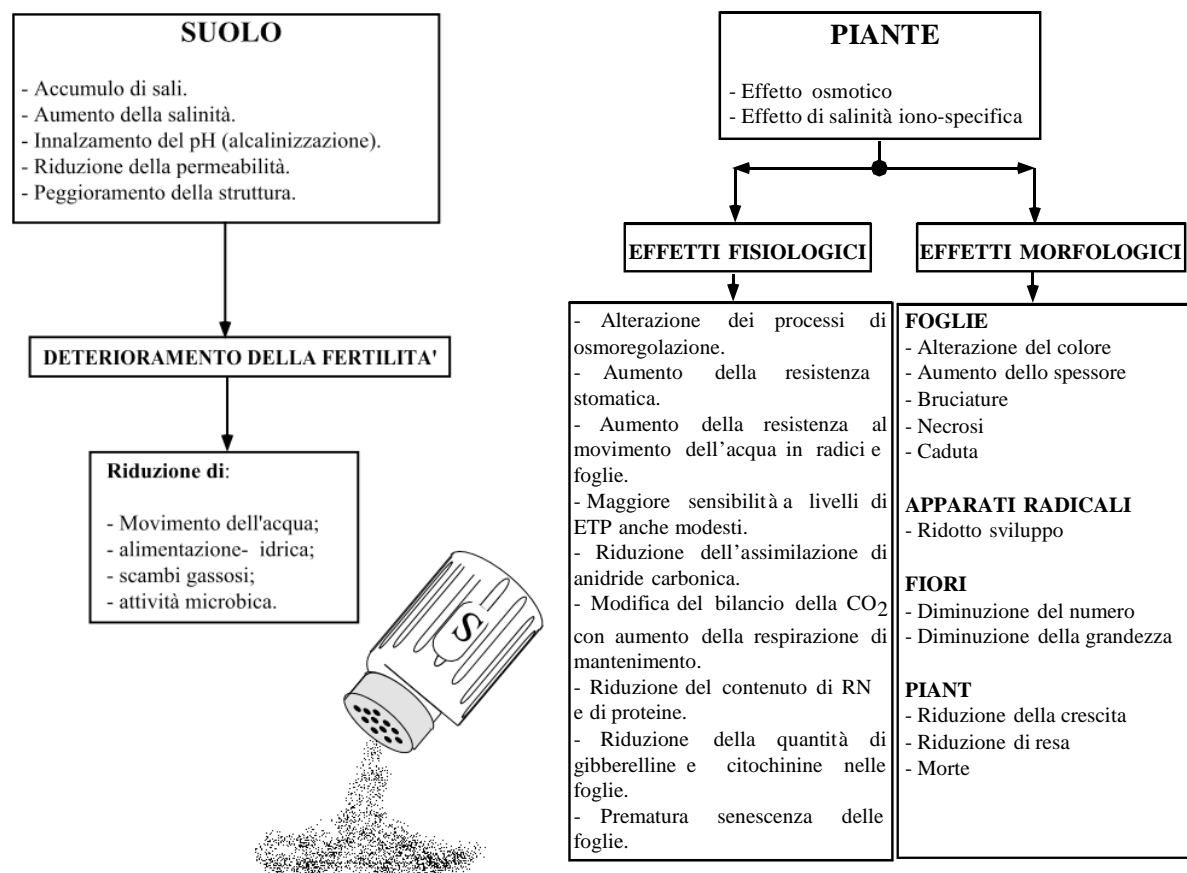 SUOLO
- Accumulo di sali.
- Aumento della salinità.
- Innalzamento del pH (alcalinizzazione).
- Riduzione della permeabilità.
- Peggioramento della struttura.
DETERIORAMENTO DELLA FERTILITA'
Riduzione di:
- Movimento dell'acqua;
- alimentazione- idrica;
- scambi gassosi;
- attività microbica.
S
PIANTE
- Effetto osmotico
- Effetto di salinità iono-specifica
EFFETTI FISIOLOGICI
- Alterazione dei processi di
osmoregolazione.
- Aumento della resistenza
stomatica.
- Aumento della resistenza al
movimento dell’acqua in radici e
foglie.
- Maggiore sensibilità a livelli di
ETP anche modesti.
- Riduzione dell’assimilazione di
anidride carbonica.
- Modifica del bilancio della CO2
con aumento della respirazione di
mantenimento.
- Riduzione del contenuto di RN
e di proteine.
- Riduzione della quantità di
gibberelline e citochinine nelle
foglie.
- Prematura senescenza delle
foglie.
EFFETTI MORFOLOGICI
FOGLIE
- Alterazione del colore
- Aumento dello spessore
- Bruciature
- Necrosi
- Caduta
APPARATI RADICALI
- Ridotto sviluppo
FIORI
- Diminuzione del numero
- Diminuzione della grandezza
PIANT
- Riduzione della crescita
- Riduzione di resa
- Morte